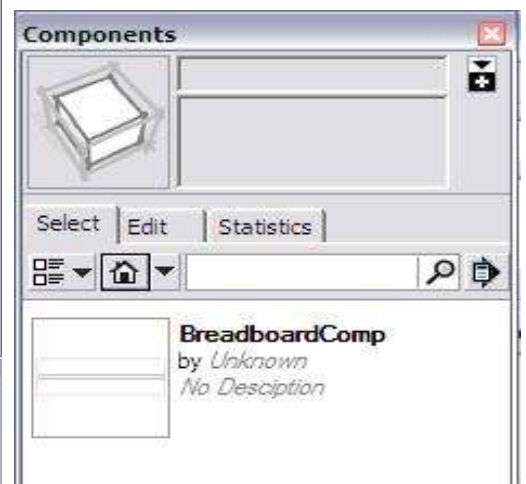 Components
Select Edit Statistics
BreadboardComp
by Unknown
No Desciption